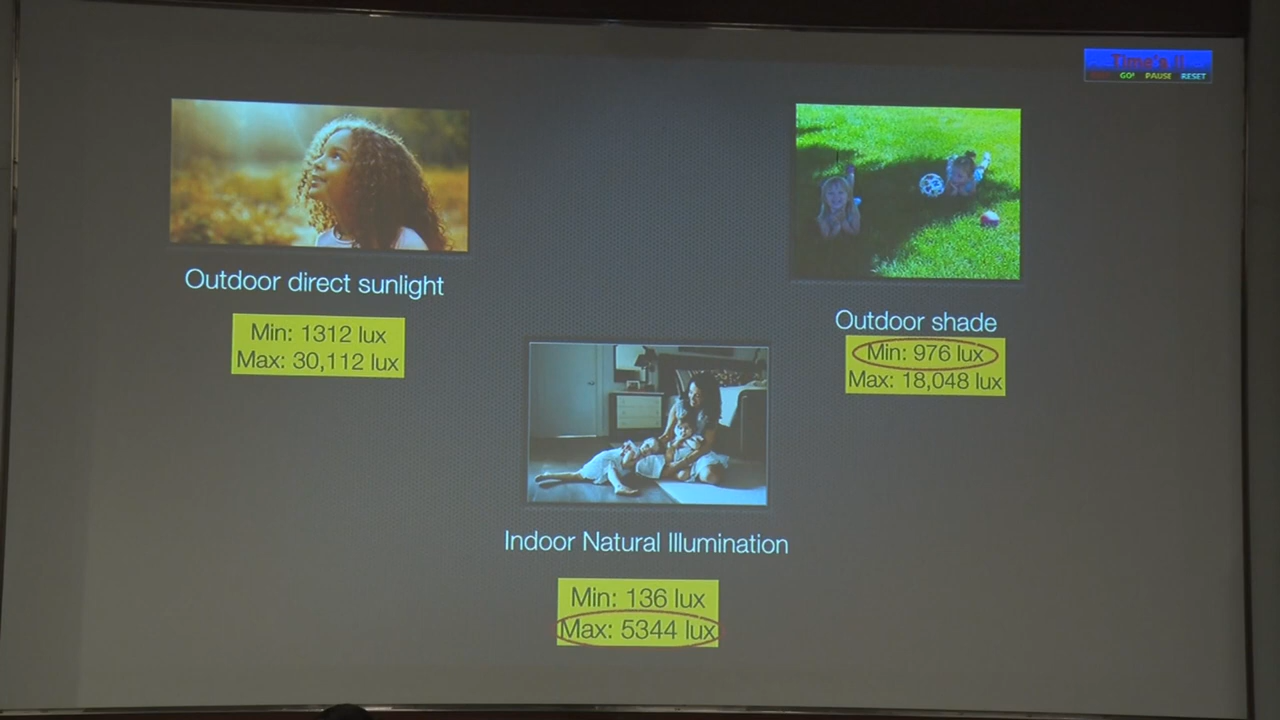 Time's
GO! PAUSE RESET
Outdoor direct sunlight
Min: 1312 lux
Max: 30,112 lux
Outdoor shade
Min: 976 lux
Max: 18,048 lux
Indoor Natural Illumination
Min: 136 lux
Max: 5344 lux